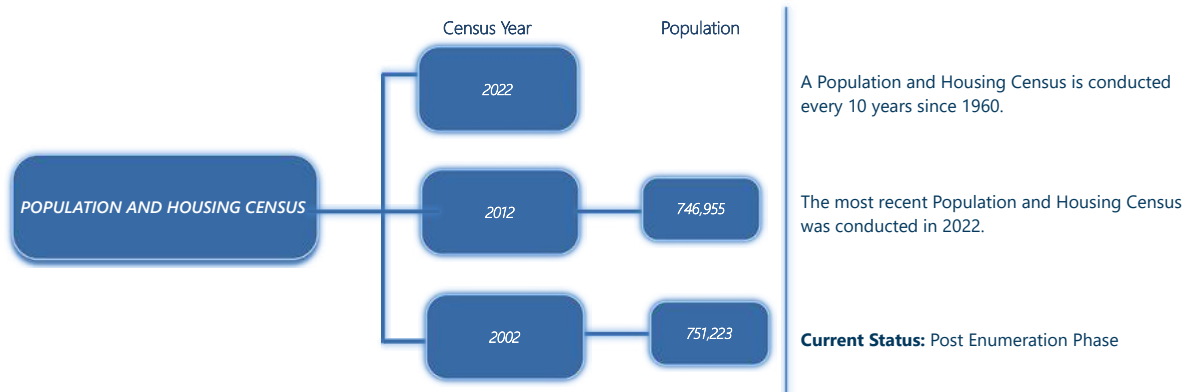 Census Year
Population
2022
POPULATION AND HOUSING CENSUS
2012
746,955
2002
751,223
A Population and Housing Census is conducted
every 10 years since 1960.
The most recent Population and Housing Census
was conducted in 2022.
Current Status: Post Enumeration Phase